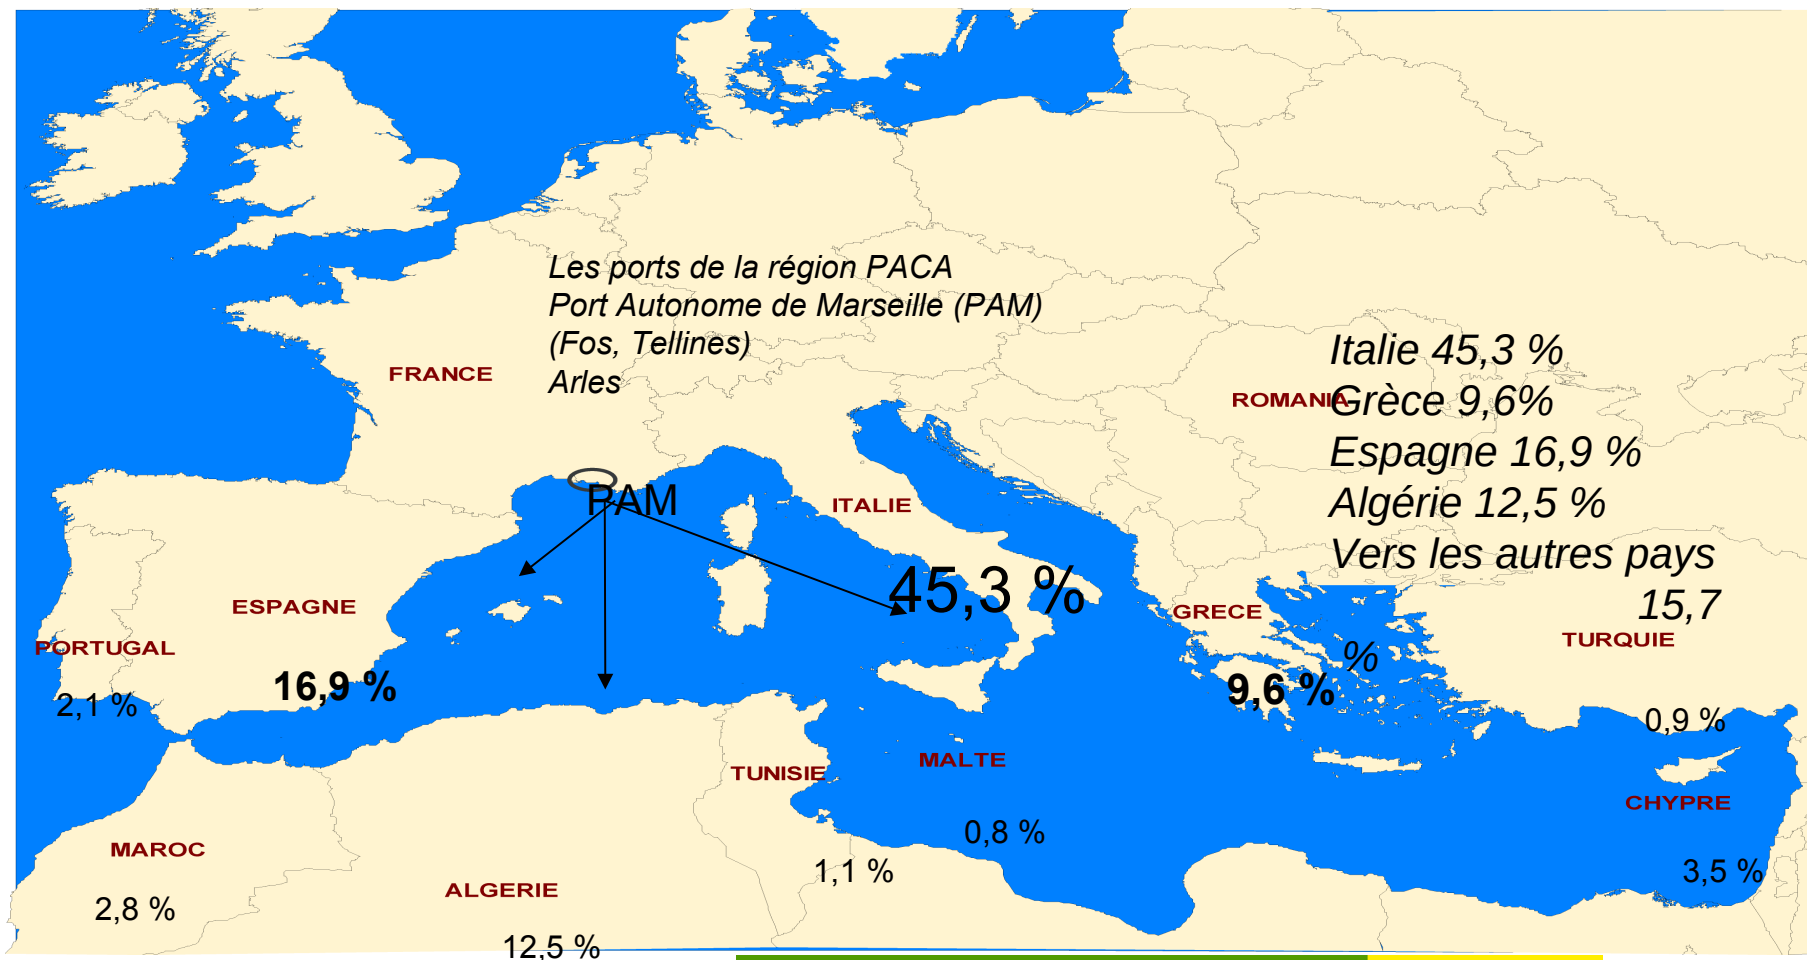 Les ports de la région PACA
Port Autonome de Marseille (PAM)
(Fos, Tellines)
Arles
FRANCE
Italie 45,3 %
ROMANIA
Grèce 9,6%
Espagne 16,9 %
Algérie 12,5 %
Vers les autres pays
15,7
%
PAM
ITALIE
45,3 %
ESPAGNE
16,9 %
PORTUGAL
2,1 %
GRECE
9,6 %
TURQUIE
0,9 %
TUNISIE
1,1 %
MALTE
0,8 %
CHYPRE
3,5 %
MAROC
2,8 %
ALGERIE
12,5 %